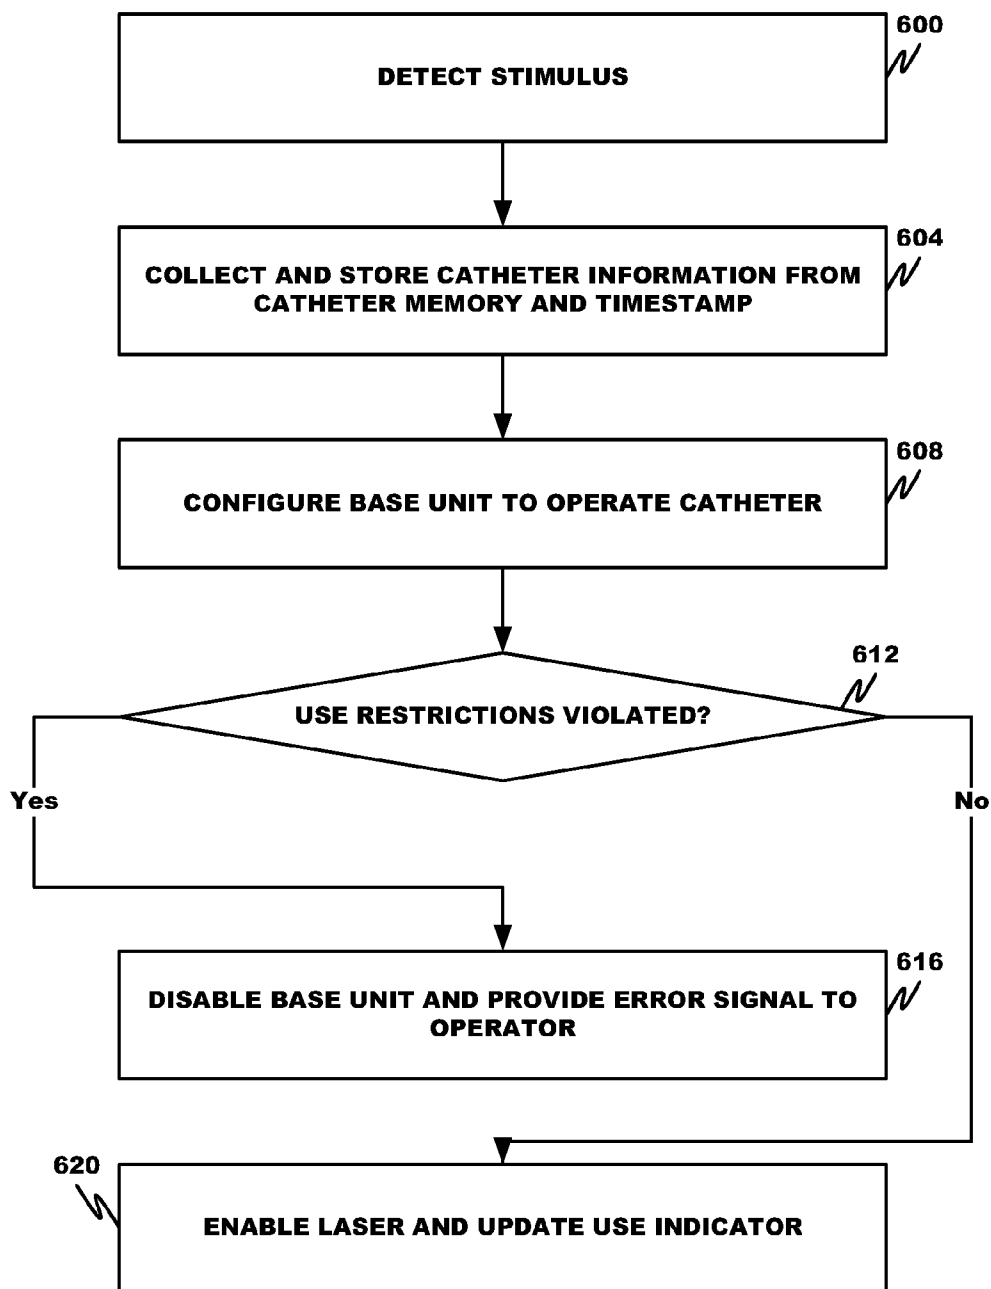 600
DETECT STIMULUS
604
COLLECT AND STORE CATHETER INFORMATION FROM
CATHETER MEMORY AND TIMESTAMP
608
CONFIGURE BASE UNIT TO OPERATE CATHETER
612
USE RESTRICTIONS VIOLATED?
Yes
No
616
DISABLE BASE UNIT AND PROVIDE ERROR SIGNAL TO
OPERATOR
620
ENABLE LASER AND UPDATE USE INDICATOR